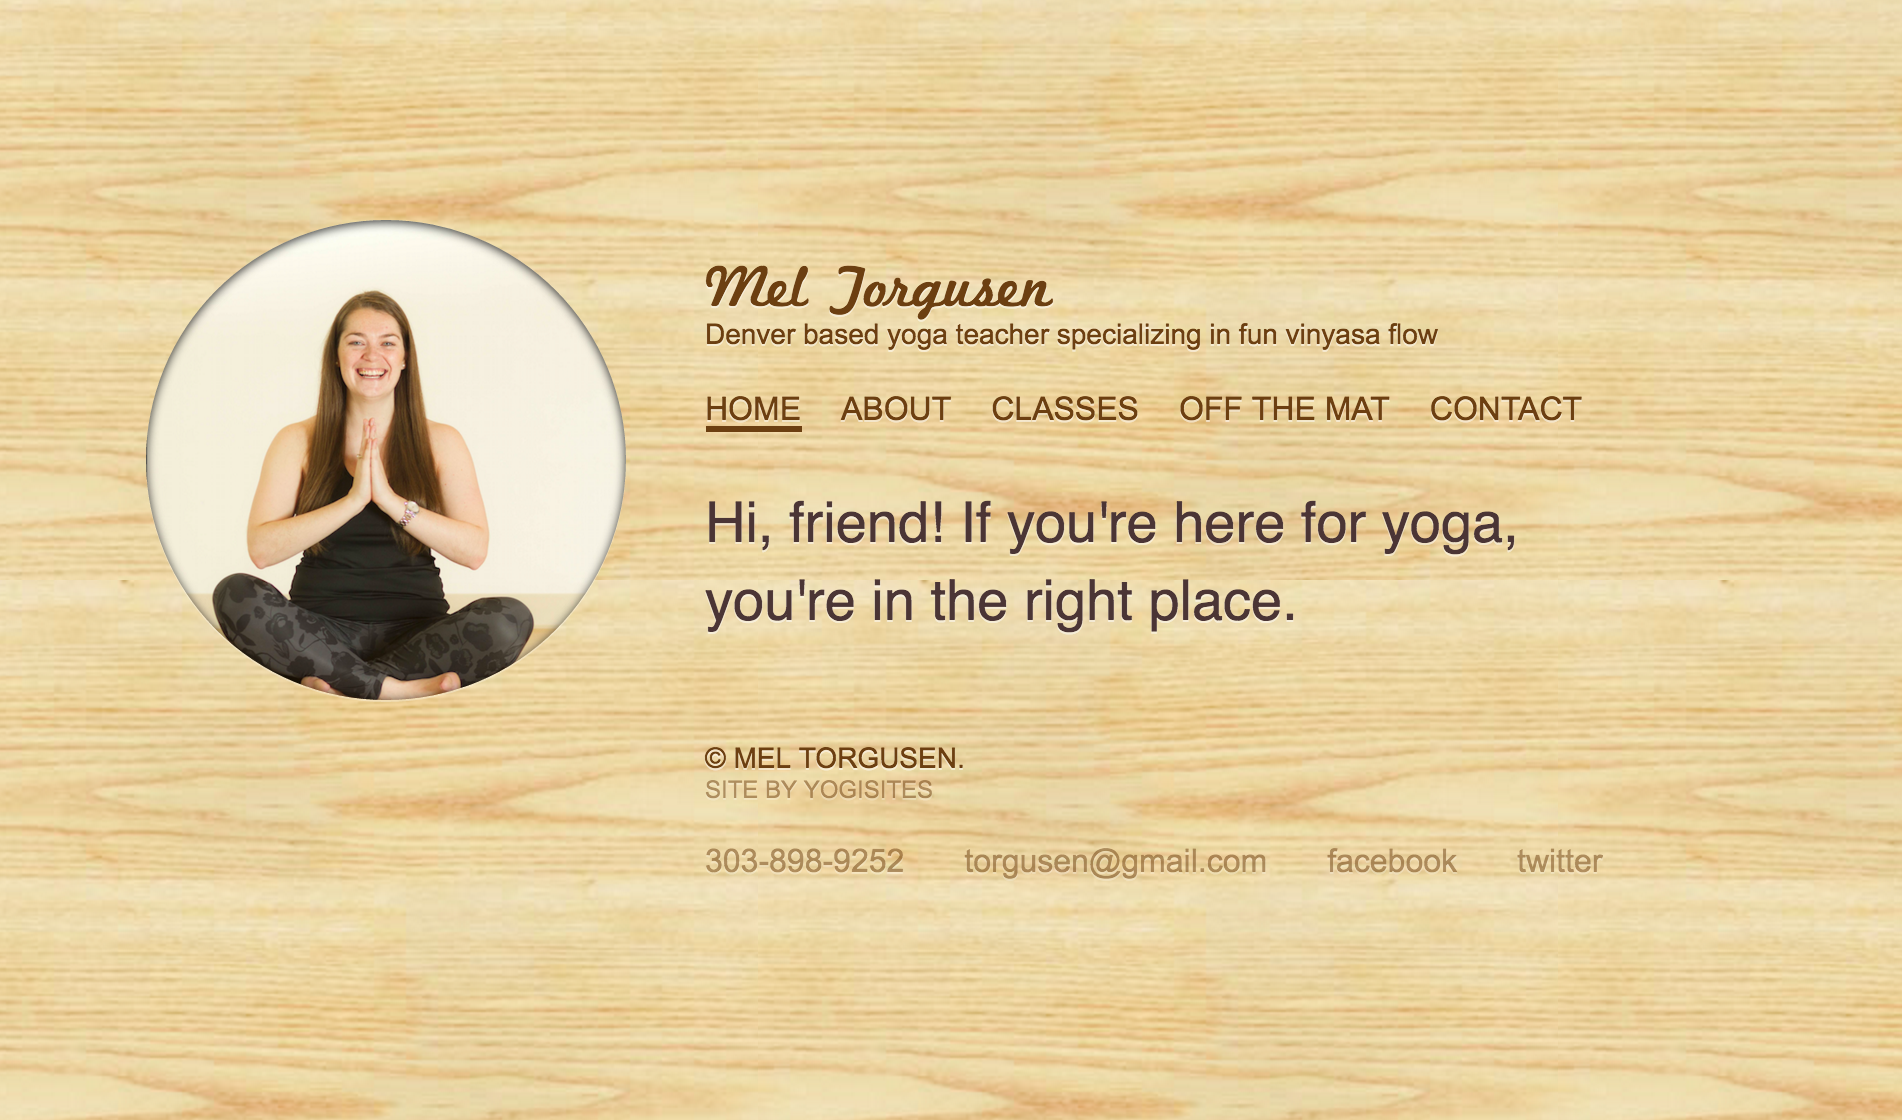 Mel Torgusen
Denver based yoga teacher specializing in fun vinyasa flow
HOME ABOUT CLASSES OFF THE MAT CONTACT
Hi, friend! If you're here for yoga,
you're in the right place.
© MEL TORGUSEN.
SITE BY YOGISITES
303-898-9252 torgusen@gmail.com facebook twitter